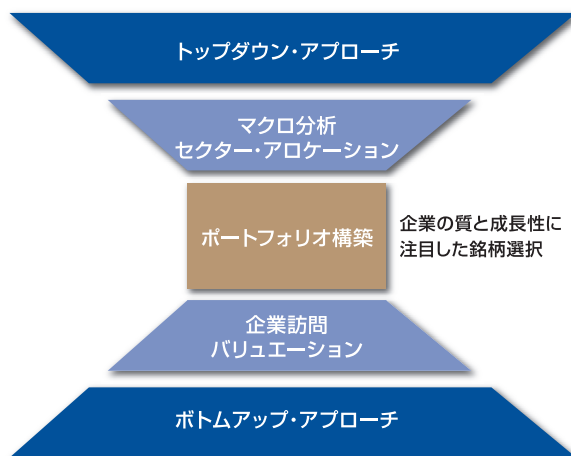 トップダウン・アプローチ
マクロ分析
セクター・アロケーション
ポートフォリオ構築
企業の質と成長性に
注目した銘柄選択
企業訪問
バリュエーション
ボトムアップ・アプローチ